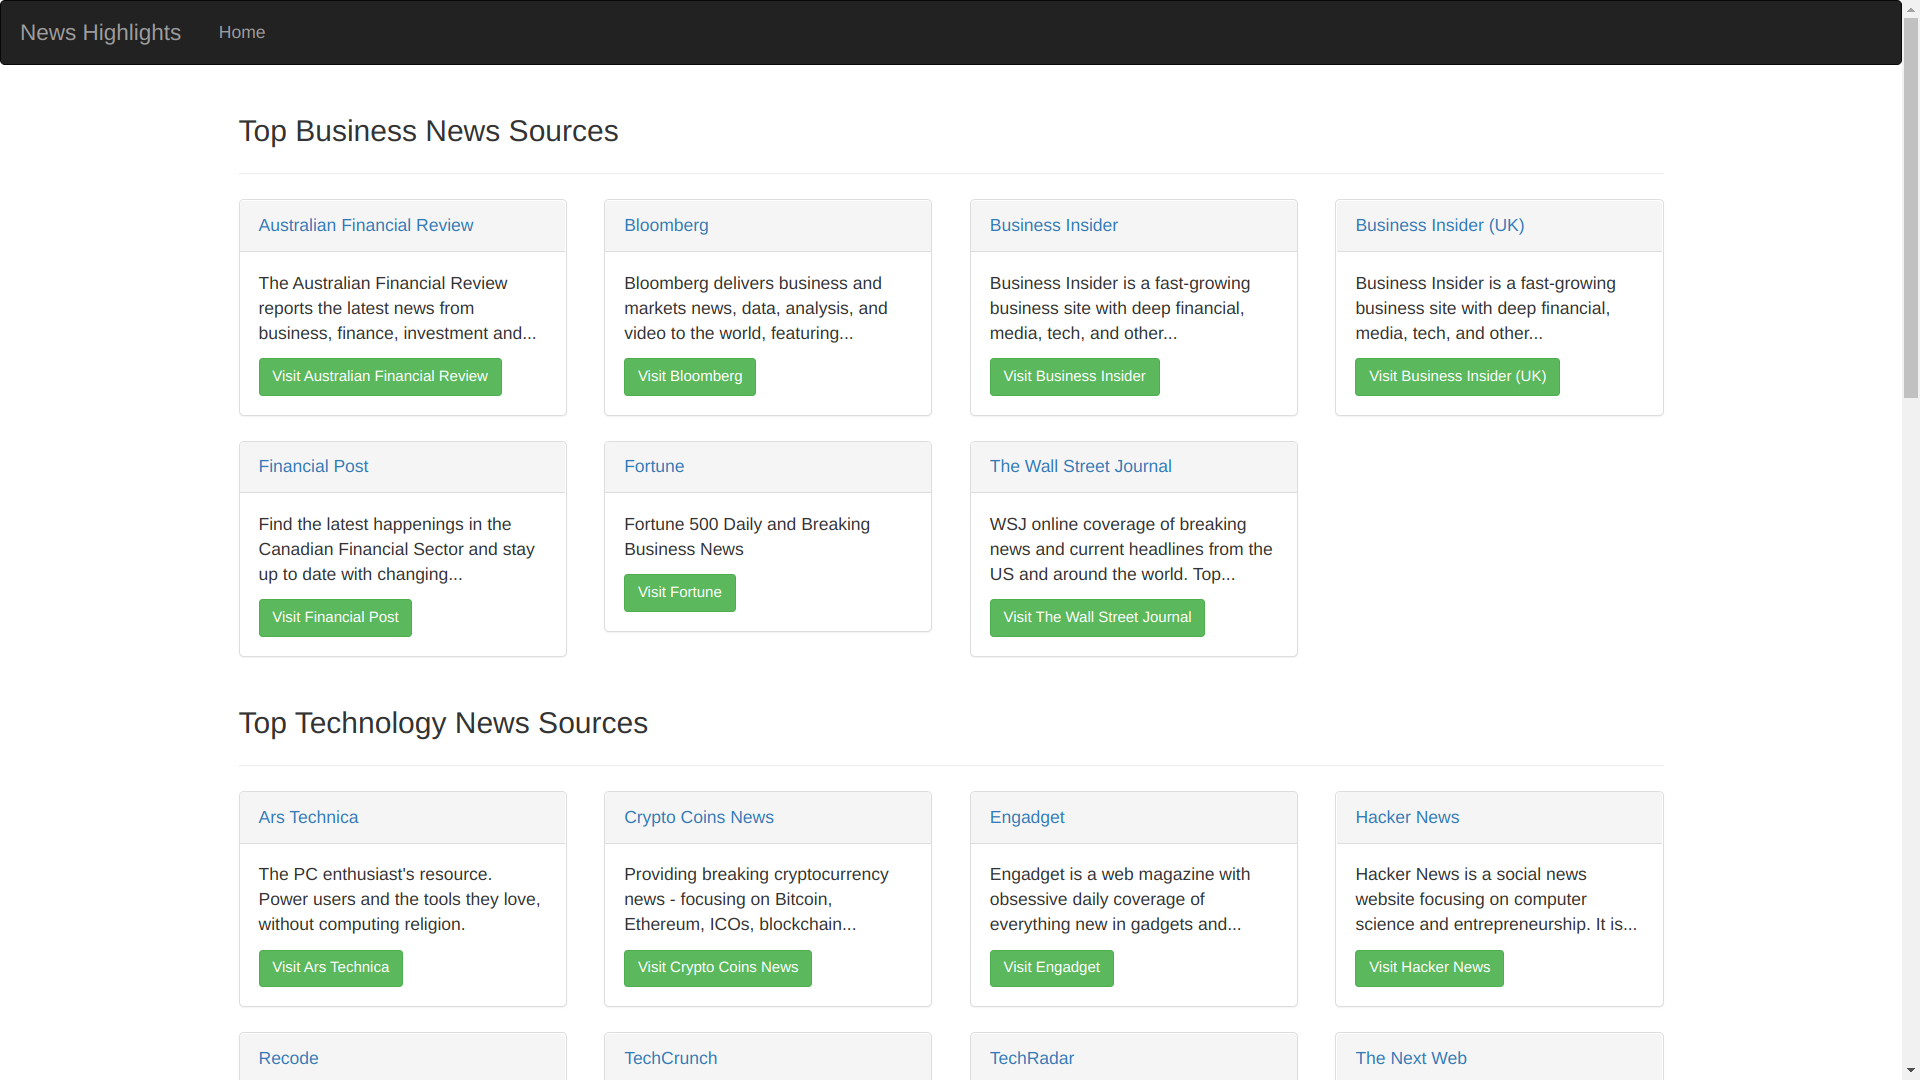 News Highlights
Home
Top Business News Sources
Australian Financial Review
The Australian Financial Review
reports the latest news from
business, finance, investment and...
Visit Australian Financial Review
Bloomberg
Bloomberg delivers business and
markets news, data, analysis, and
video to the world, featuring...
Visit Bloomberg
Business Insider
Business Insider is a fast-growing
business site with deep financial,
media, tech, and other...
Visit Business Insider
Business Insider (UK)
Business Insider is a fast-growing
business site with deep financial,
media, tech, and other...
Visit Business Insider (UK)
Financial Post
Find the latest happenings in the
Canadian Financial Sector and stay
up to date with changing...
Visit Financial Post
Fortune
Fortune 500 Daily and Breaking
Business News
Visit Fortune
The Wall Street Journal
WSJ online coverage of breaking
news and current headlines from the
US and around the world. Top...
Visit The Wall Street Journal
Top Technology News Sources
Ars Technica
The PC enthusiast's resource.
Power users and the tools they love,
without computing religion.
Visit Ars Technica
Crypto Coins News
Providing breaking cryptocurrency
news - focusing on Bitcoin,
Ethereum, ICOs, blockchain...
Visit Crypto Coins News
Engadget
Engadget is a web magazine with
obsessive daily coverage of
everything new in gadgets and...
Visit Engadget
Hacker News
Hacker News is a social news
website focusing on computer
science and entrepreneurship. It is...
Visit Hacker News
Recode
TechCrunch
TechRadar
The Next Web